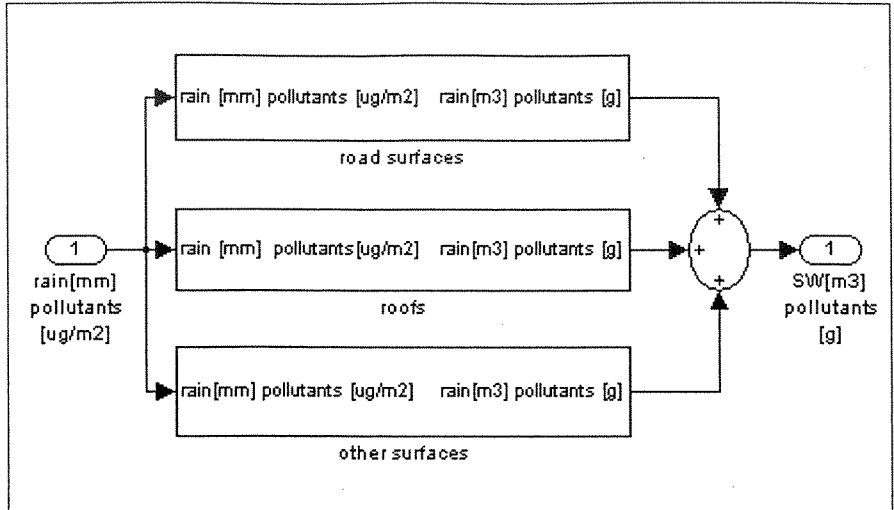 rain [mm] pollutants [ug/m2] rain[m3] pollutants [g]
road surfaces
1
rain[mm]
pollutants
[ug/m2]
rain [mm] pollutants[ug/m2] rain[m3] pollutants [g]
roofs
+
+
+
1
SW[m3]
pollutants
[g]
rain[mm] pollutants [ug/m2] rain[m3] pollutants [g]
other surfaces